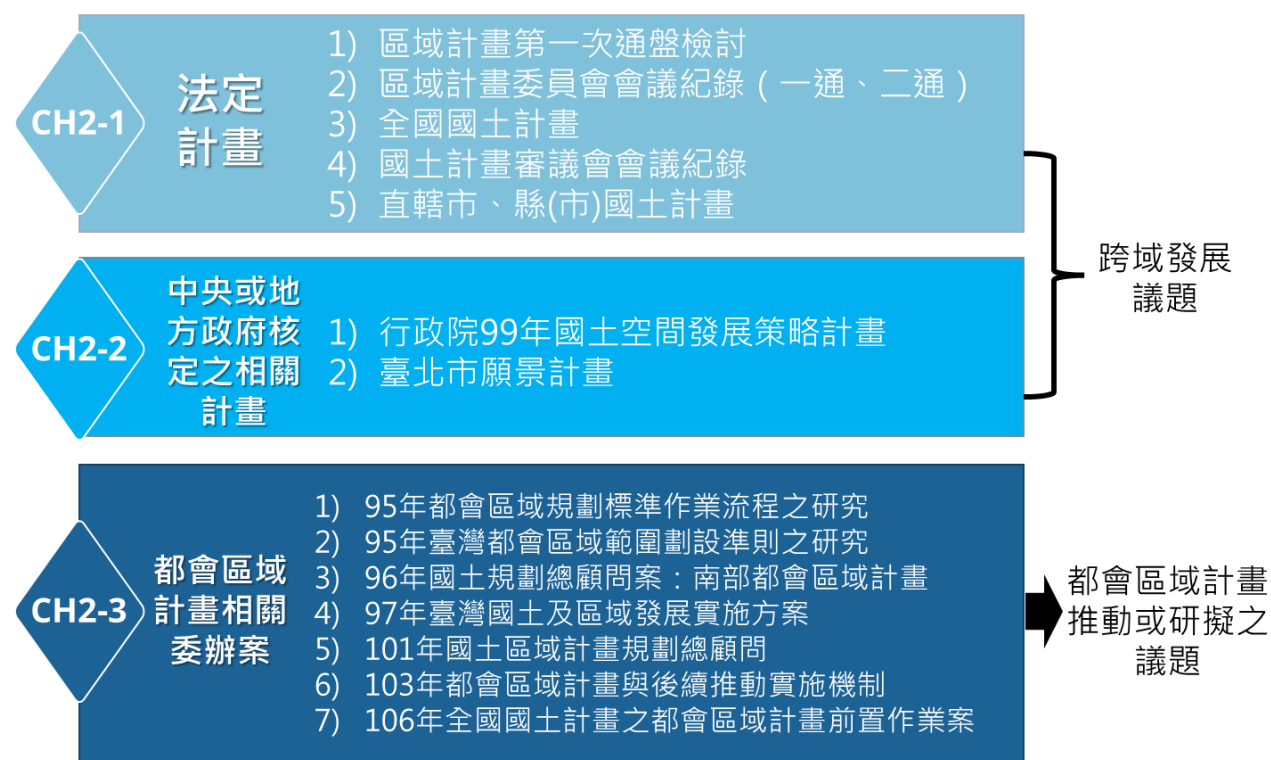 CH2-1
法定
計畫
1) 區域計畫第一次通盤檢討
2) 區域計畫委員會會議紀錄（一通、二通）
3) 全國國土計畫
4) 國土計畫審議會會議紀錄
5) 直轄市、縣(市)國土計畫
CH2-2
中央或地
方政府核
定之相關
計畫
1) 行政院99年國土空間發展策略計畫
2) 臺北市願景計畫
跨域發展
議題
CH2-3
都會區域
計畫相關
委辦案
1) 95年都會區域規劃標準作業流程之研究
2) 95年臺灣都會區域範圍劃設準則之研究
3) 96年國土規劃總顧問案：南部都會區域計畫
4) 97年臺灣國土及區域發展實施方案
5) 101年國土區域計畫規劃總顧問
6) 103年都會區域計畫與後續推動實施機制
7) 106年全國國土計畫之都會區域計畫前置作業案
都會區域計畫
推動或研擬之
議題